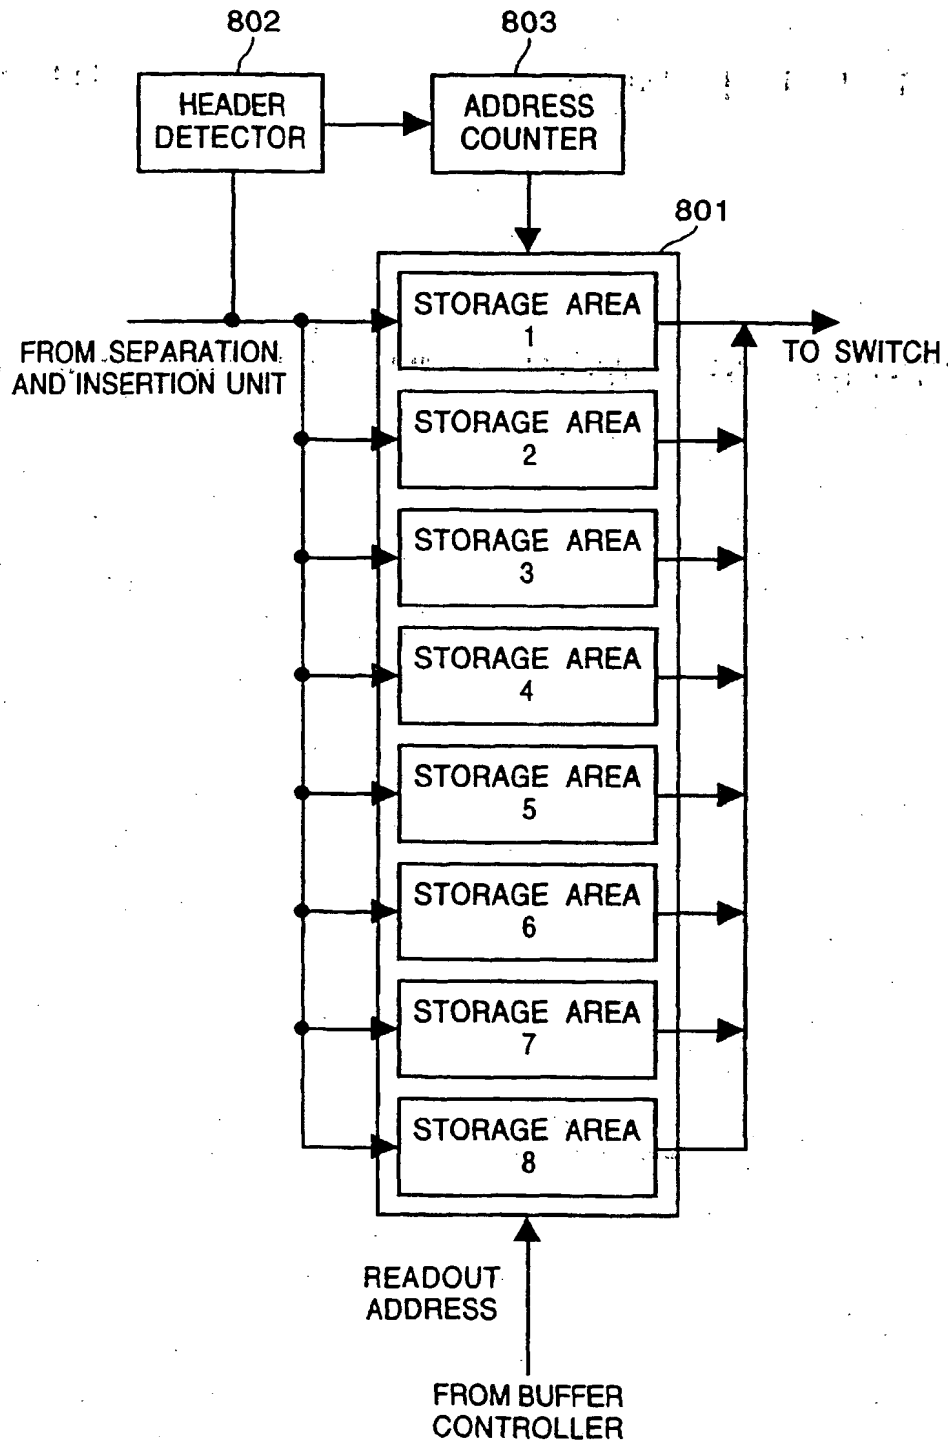 802
803
HEADER
DETECTOR
ADDRESS
COUNTER
801
STORAGE AREA
1
FROM SEPARATION
AND INSERTION UNIT
TO SWITCH
STORAGE AREA
2
STORAGE AREA
3
STORAGE AREA
4
STORAGE AREA
5
STORAGE AREA
6
STORAGE AREA
7
STORAGE AREA
8
READOUT
ADDRESS
FROM BUFFER
CONTROLLER